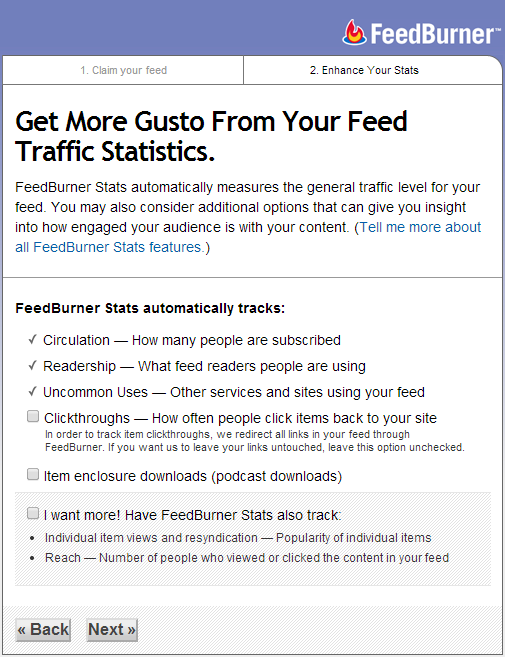 FeedBurner™
1. Claim your feed
2. Enhance Your Stats
Get More Gusto From Your Feed
Traffic Statistics.
FeedBurner Stats automatically measures the general traffic level for your
feed. You may also consider additional options that can give you insight
into how engaged your audience is with your content. (Tell me more about
all FeedBurner Stats features.)
FeedBurner Stats automatically tracks:
✓ Circulation — How many people are subscribed
✓ Readership — What feed readers people are using
✓ Uncommon Uses — Other services and sites using your feed
Clickthroughs — How often people click items back to your site
In order to track item clickthroughs, we redirect all links in your feed through
FeedBurner. If you want us to leave your links untouched, leave this option unchecked.
Item enclosure downloads (podcast downloads)
I want more! Have FeedBurner Stats also track:
• Individual item views and resyndication — Popularity of individual items
• Reach — Number of people who viewed or clicked the content in your feed
« Back Next »